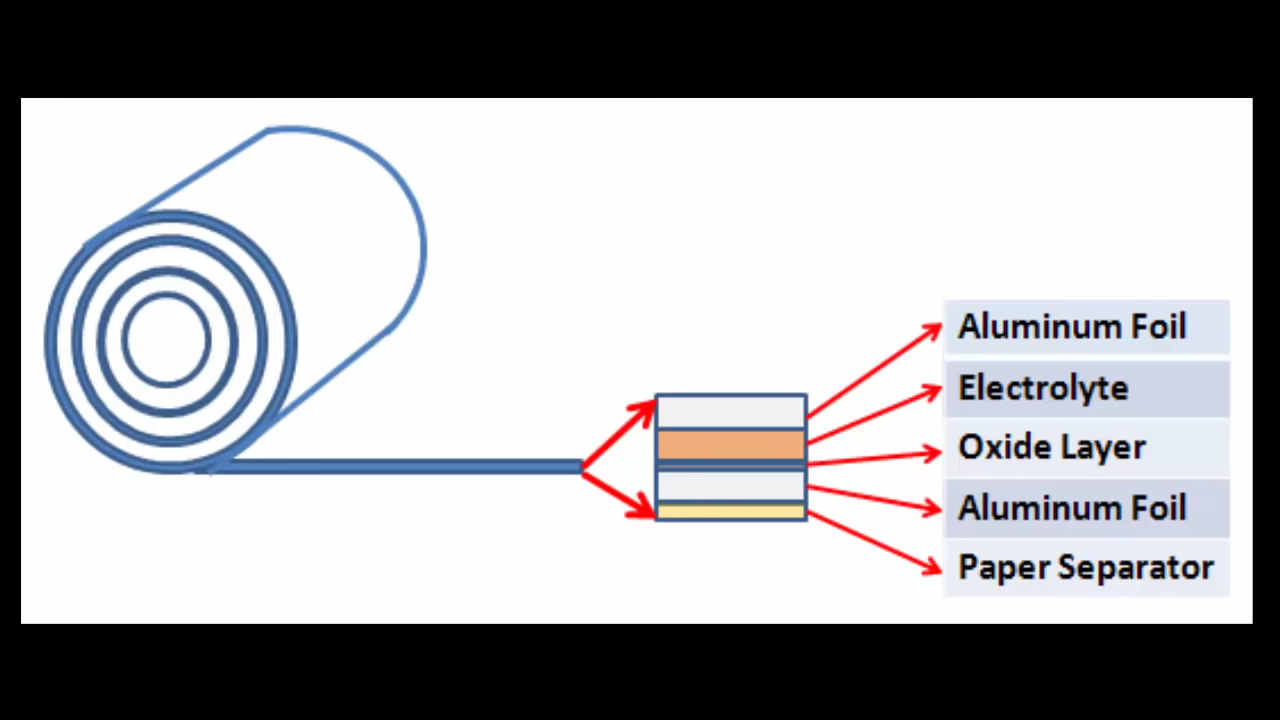 Aluminum Foil
Electrolyte
Oxide Layer
Aluminum Foil
Paper Separator